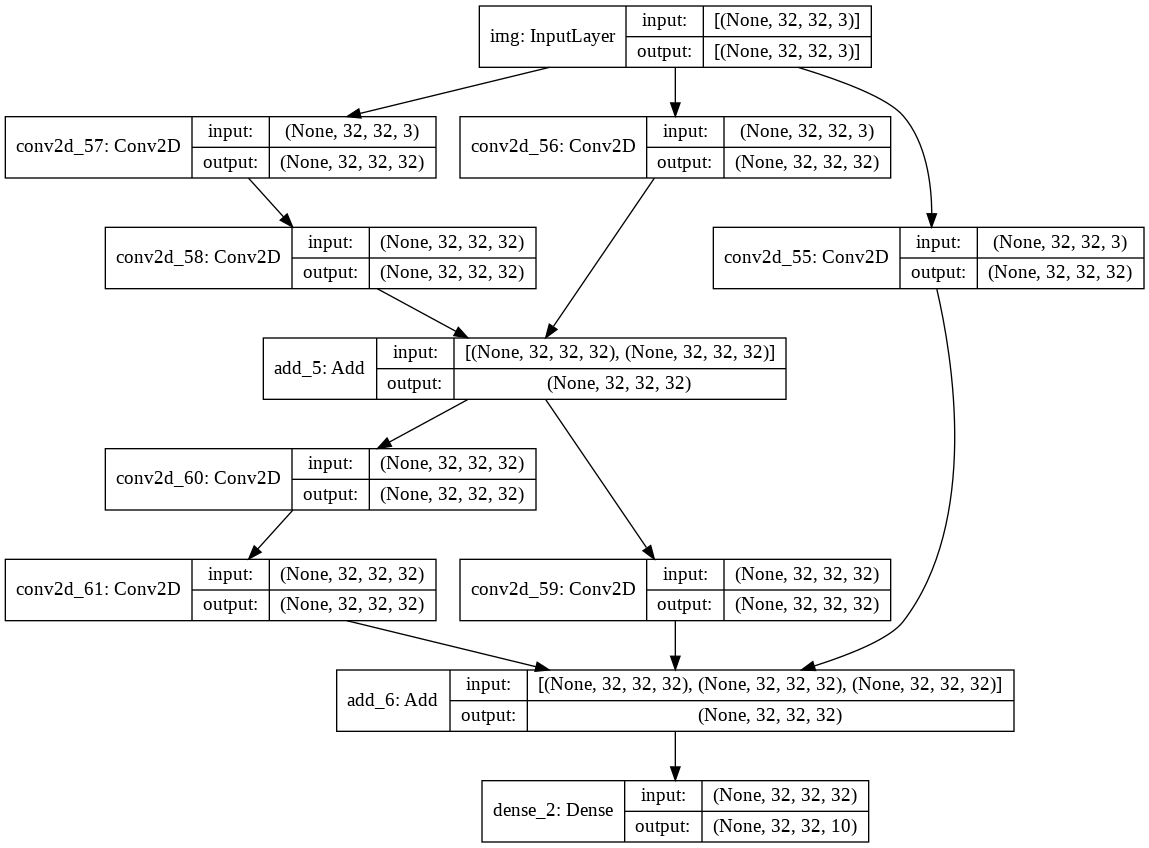 img: InputLayer
input:
[(None, 32, 32, 3)]
output:
[(None, 32, 32, 3)]
conv2d_57: Conv2D
input:
(None, 32, 32, 3)
output:
(None, 32, 32, 32)
conv2d_56: Conv2D
input:
(None, 32, 32, 3)
output:
(None, 32, 32, 32)
conv2d_58: Conv2D
input:
(None, 32, 32, 32)
output:
(None, 32, 32, 32)
conv2d_55: Conv2D
input:
(None, 32, 32, 3)
output:
(None, 32, 32, 32)
add_5: Add
input:
[(None, 32, 32, 32), (None, 32, 32, 32)]
output:
(None, 32, 32, 32)
conv2d_60: Conv2D
input:
(None, 32, 32, 32)
output:
(None, 32, 32, 32)
conv2d_61: Conv2D
input:
(None, 32, 32, 32)
output:
(None, 32, 32, 32)
conv2d_59: Conv2D
input:
(None, 32, 32, 32)
output:
(None, 32, 32, 32)
add_6: Add
input:
[(None, 32, 32, 32), (None, 32, 32, 32), (None, 32, 32, 32)]
output:
(None, 32, 32, 32)
dense_2: Dense
input:
(None, 32, 32, 32)
output:
(None, 32, 32, 10)